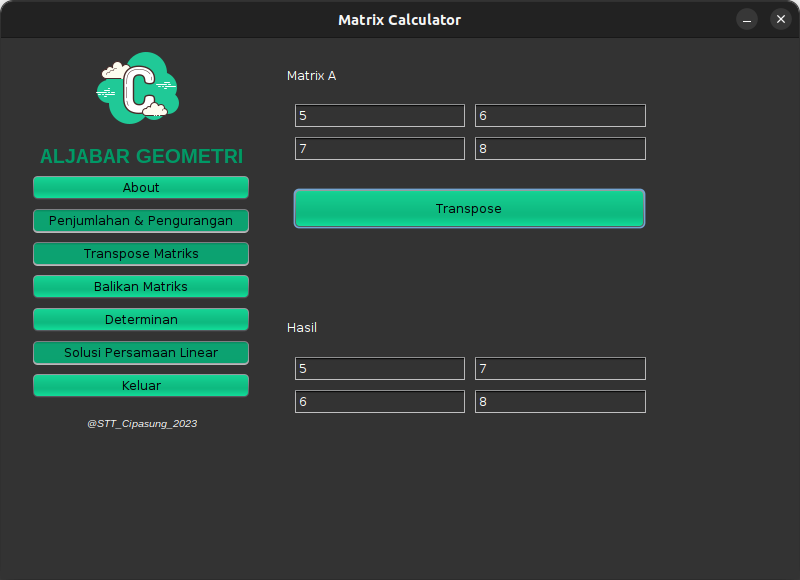 Matrix Calculator
C
ALJABAR GEOMETRI
About
Penjumlahan & Pengurangan
Transpose Matriks
Balikan Matriks
Determinan
Solusi Persamaan Linear
Keluar
@STT_Cipasung_2023
Matrix A
5 6
7 8
Transpose
Hasil
5 7
6 8